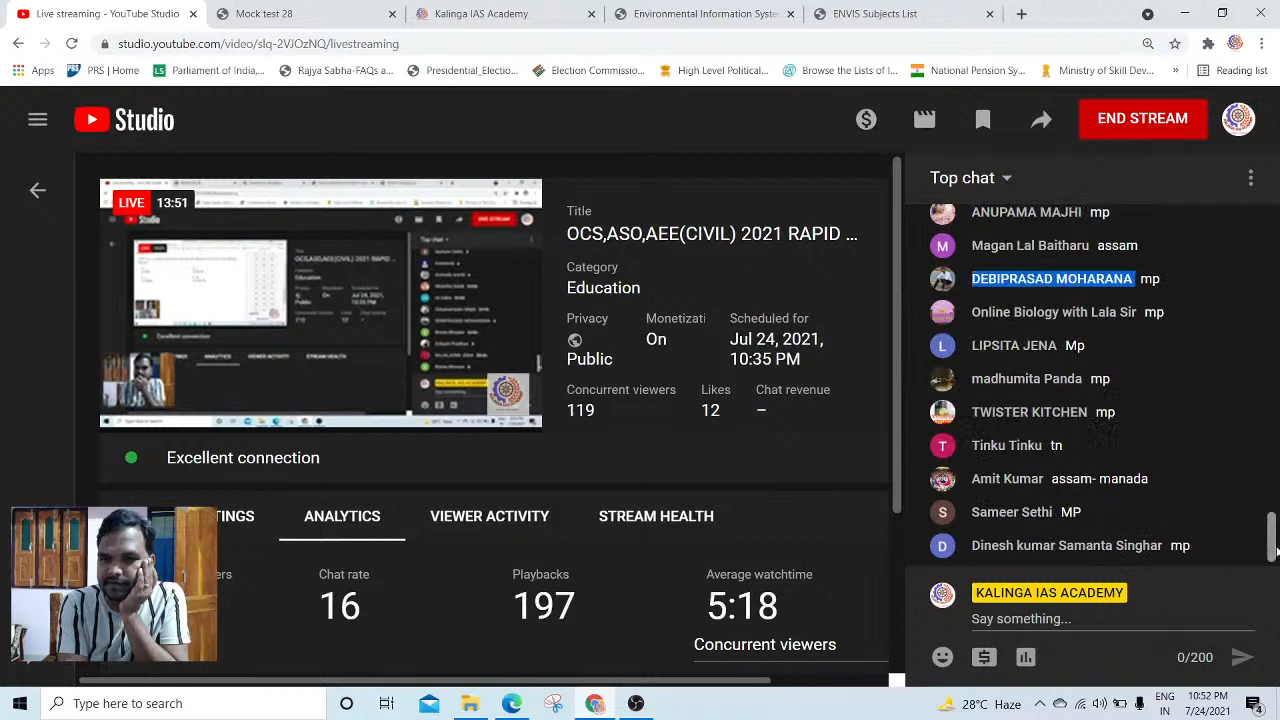 Live streaming - YouTube Studio
Mock test 28
Kalinga IAS Academy
Environmental Information Syste
ENVIS Subjects List
studio.youtube.com/video/slq-2VJOzNQ/livestreaming
Apps
PRS | Home
Parliament of India,...
Rajya Sabha-FAQs ...
Presidential_Electio...
Election Commissio...
High Level Committ...
Browse the Lists of I...
National Pension Sy...
Ministry of Skill Dev...
»
Reading list
Studio
END STREAM
LIVE 13:51
Title
OCS,ASO,AEE(CIVIL) 2021 RAPID ...
Category
Education
Privacy
Monetizati
Scheduled for
Public
On
Jul 24, 2021,
10:35 PM
Concurrent viewers
Likes
Chat revenue
119
12
–
Excellent connection
TINGS
ANALYTICS
VIEWER ACTIVITY
STREAM HEALTH
ers
Chat rate
Playbacks
Average watchtime
16
197
5:18
Concurrent viewers
Top chat
ANUPAMA MAJHI mp
Magan Lal Baitharu assam
DEBIPRASAD MOHARANA mp
Online Biology with Lala Sir mp
LIPSITA JENA Mp
madhumita Panda mp
TWISTER KITCHEN mp
Tinku Tinku tn
Amit Kumar assam- manada
Sameer Sethi MP
Dinesh kumar Samanta Singhar mp
KALINGA IAS ACADEMY
Say something...
0/200
Type here to search
28°C Haze
ENG
IN
10:52 PM
7/24/2021
4